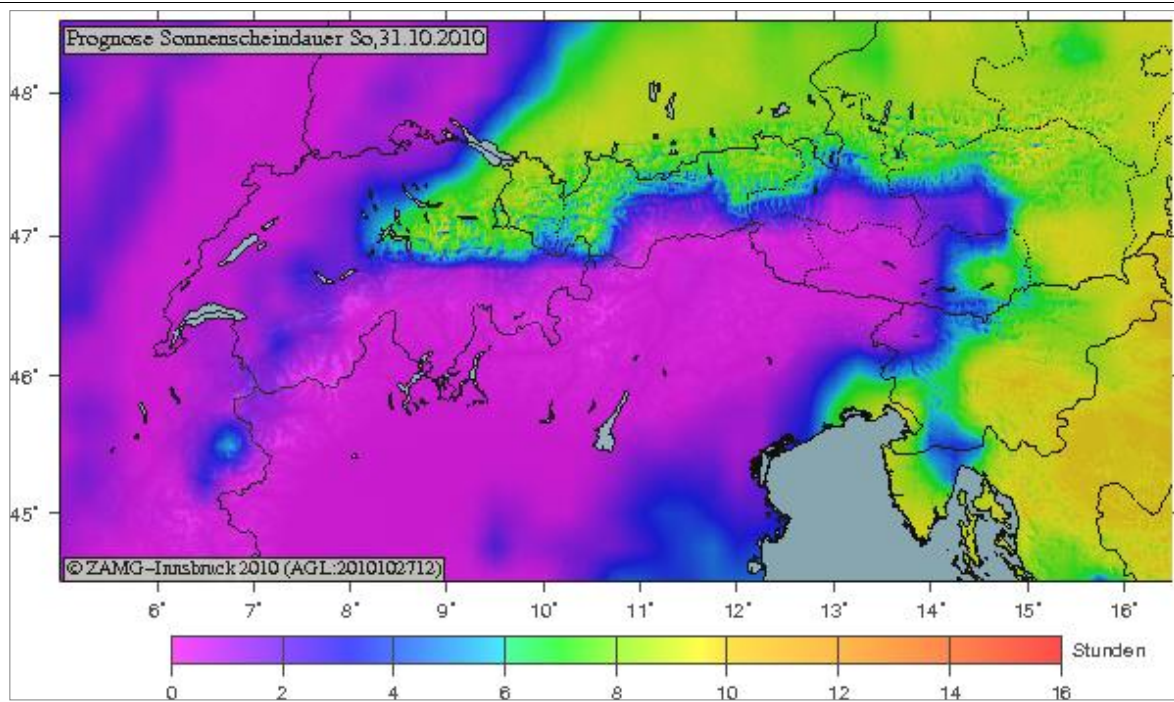 Prognose Sonnenscheindauer So,31.10.2010
48°
47°
46°
45°
© ZAMG-Innsbruck 2010 (AGL:2010102712)
6° 7° 8° 9° 10° 11° 12° 13° 14° 15° 16°
Stunden
0 2 4 6 8 10 12 14 16